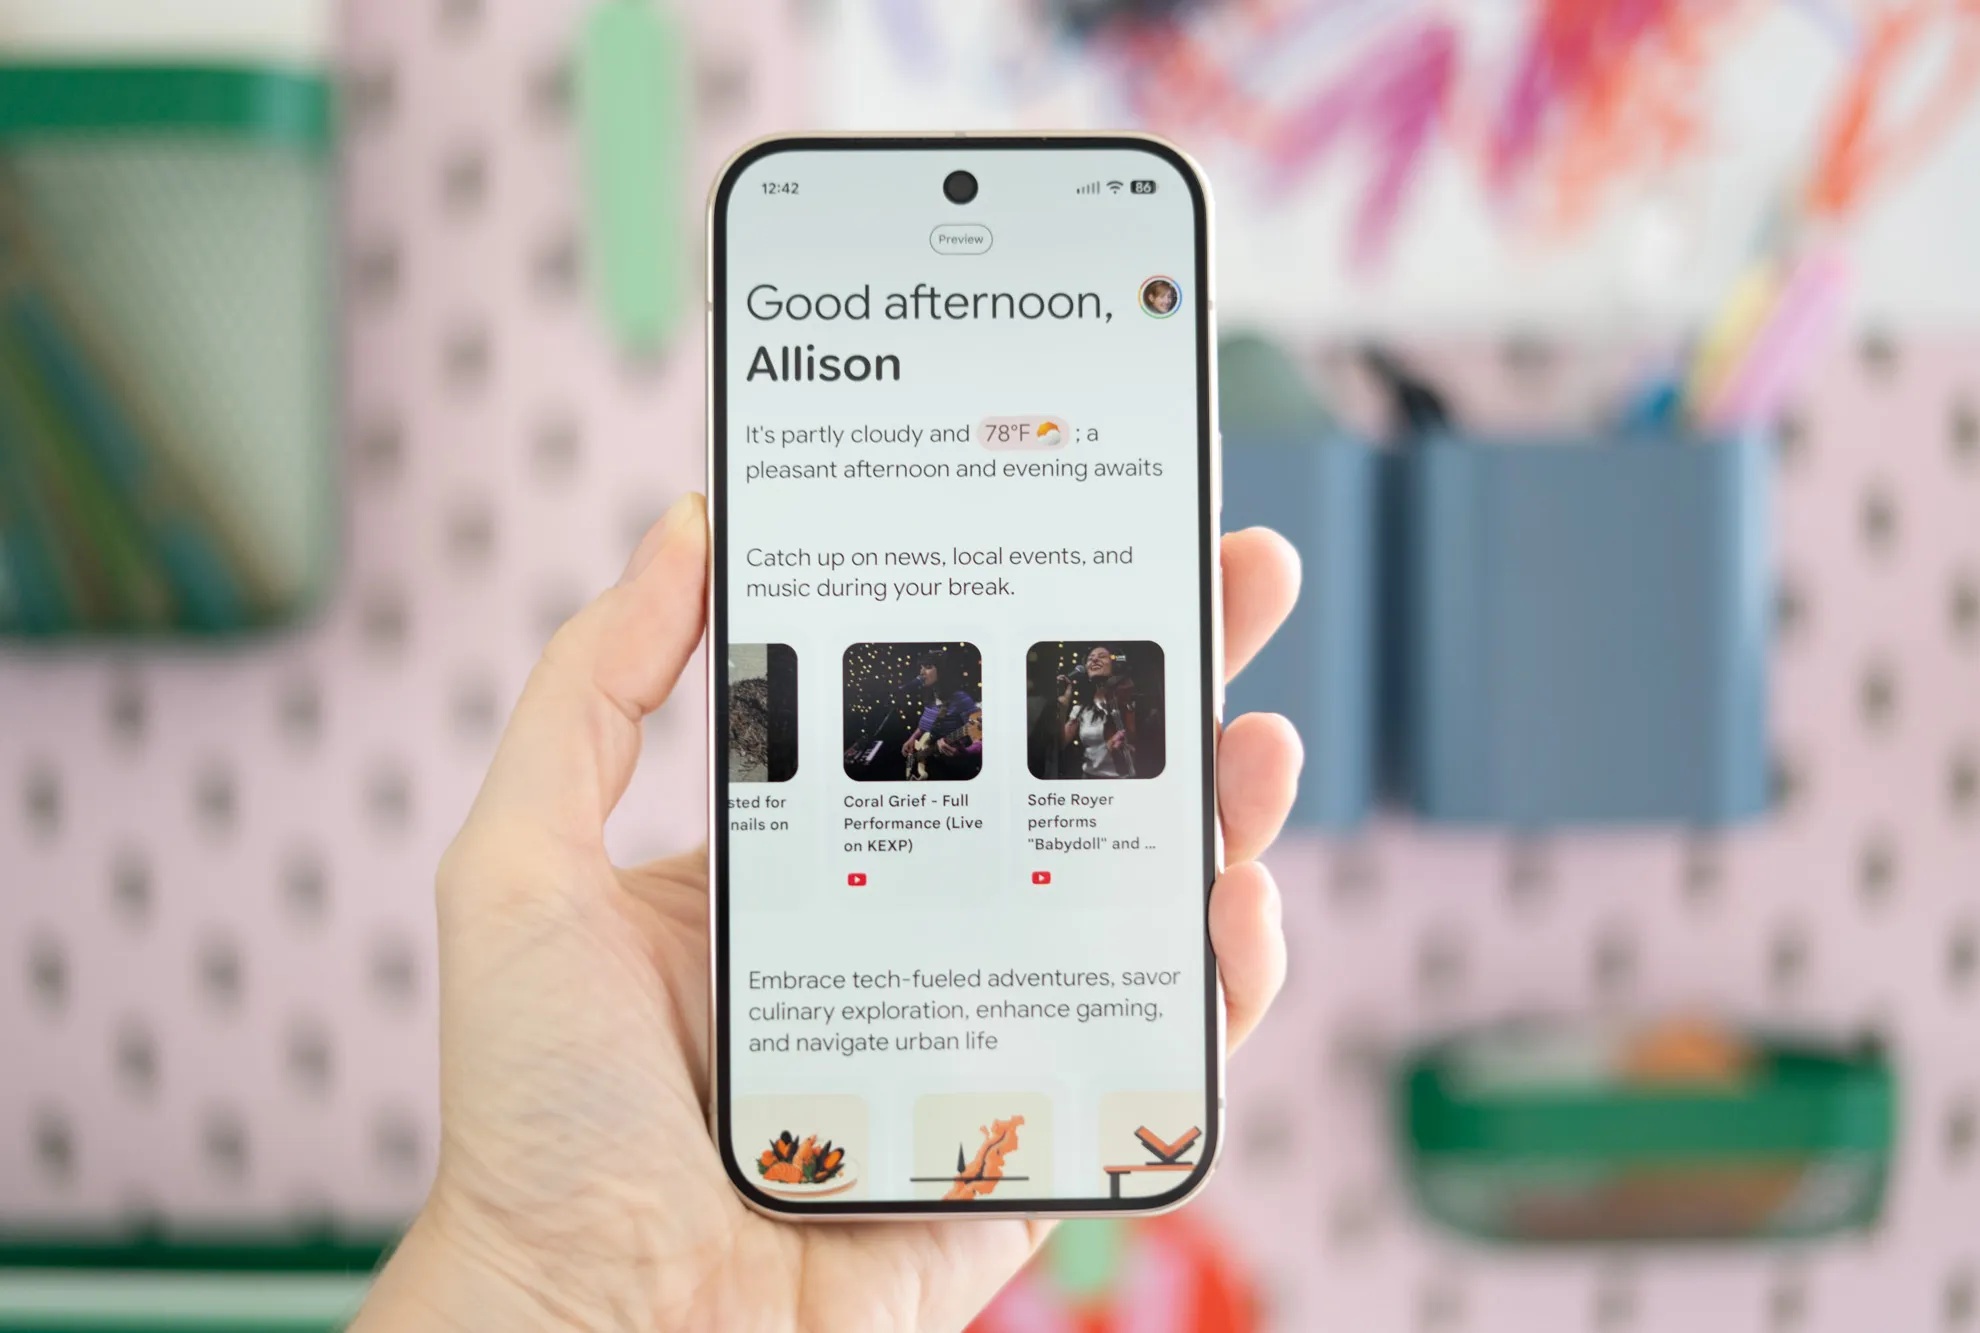 12:42
86
Preview
Good afternoon,
Allison
It's partly cloudy and 78°F ; a
pleasant afternoon and evening awaits
Catch up on news, local events, and
music during your break.
sted for
nails on
Coral Grief - Full
Performance (Live
on KEXP)
Sofie Royer
performs
"Babydoll" and ...
Embrace tech-fueled adventures, savor
culinary exploration, enhance gaming,
and navigate urban life